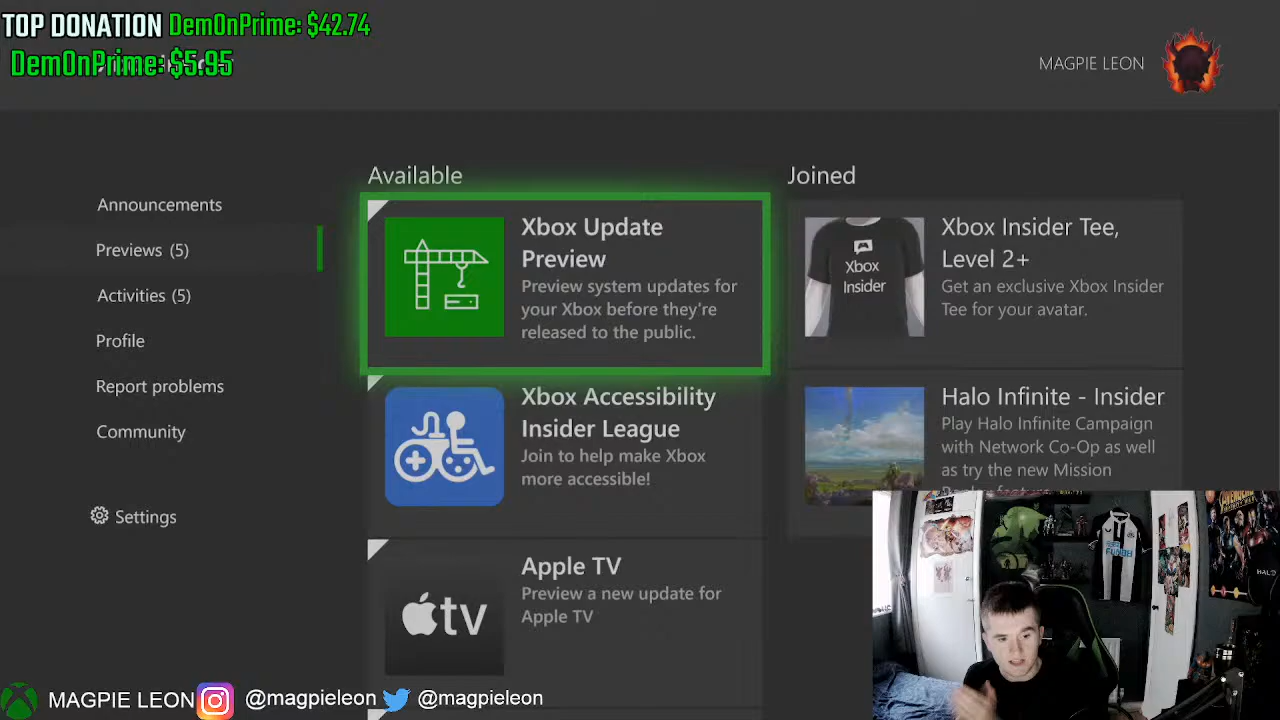 TOP DONATION DemOnPrime: $42.74
DemOnPrime: $5.95
MAGPIE LEON
Announcements
Previews (5)
Activities (5)
Profile
Report problems
Community
Settings
Available
Xbox Update
Preview
Preview system updates for
your Xbox before they're
released to the public.
Xbox Accessibility
Insider League
Join to help make Xbox
more accessible!
tv
Apple TV
Preview a new update for
Apple TV
Joined
Xbox
Insider
Xbox Insider Tee,
Level 2+
Get an exclusive Xbox Insider
Tee for your avatar.
Halo Infinite - Insider
Play Halo Infinite Campaign
with Network Co-Op as well
as try the new Mission
MAGPIE LEON @magpieleon @magpieleon